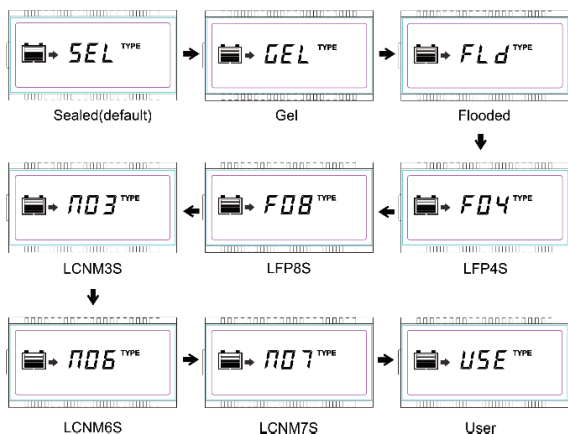 SEL TYPE
GEL TYPE
FLd TYPE
Sealed(default)
Gel
Flooded
N03 TYPE
F08 TYPE
F04 TYPE
LCNM3S
LFP8S
LFP4S
N06 TYPE
N07 TYPE
USE TYPE
LCNM6S
LCNM7S
User